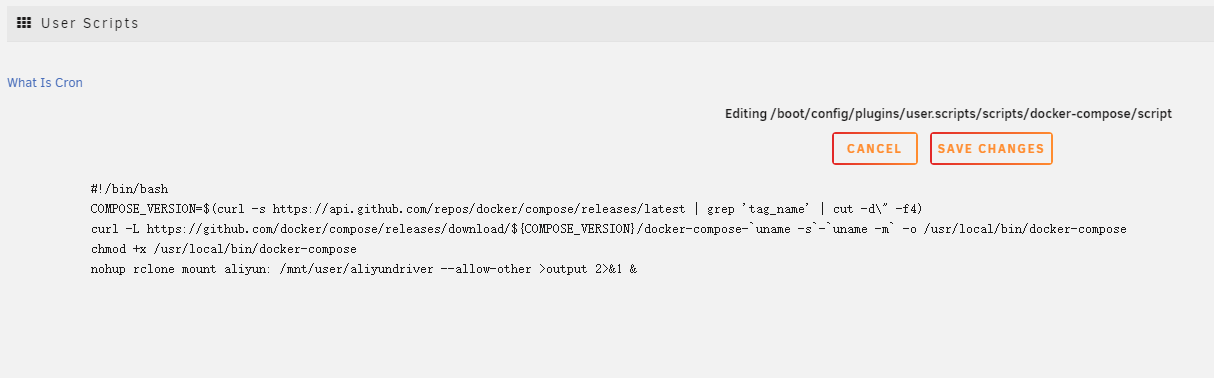 User Scripts
What Is Cron
Editing /boot/config/plugins/user.scripts/scripts/docker-compose/script
CANCEL
SAVE CHANGES
#!/bin/bash
COMPOSE_VERSION=$(curl -s https://api.github.com/repos/docker/compose/releases/latest | grep 'tag_name' | cut -d\" -f4)
curl -L https://github.com/docker/compose/releases/download/${COMPOSE_VERSION}/docker-compose-`uname -s`-`uname -m` -o /usr/local/bin/docker-compose
chmod +x /usr/local/bin/docker-compose
nohup rclone mount aliyun: /mnt/user/aliyundriver --allow-other >output 2>&1 &